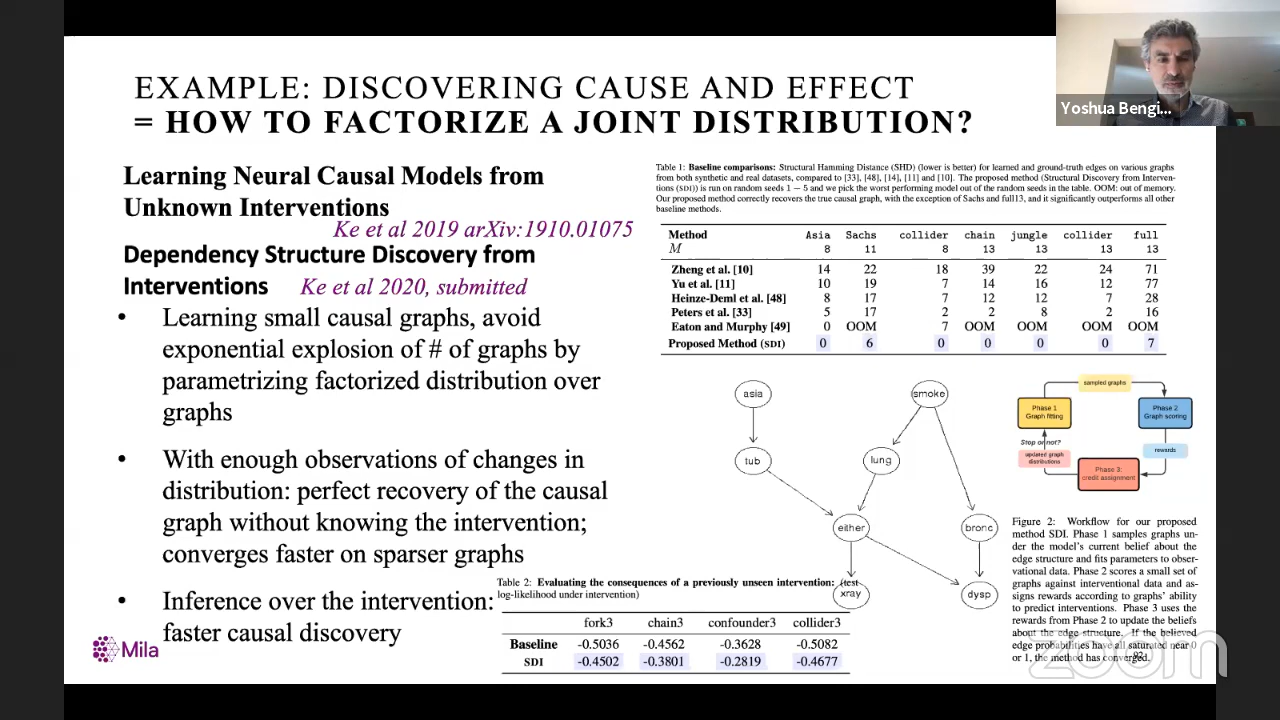 EXAMPLE: DISCOVERING CAUSE AND EFFECT
= HOW TO FACTORIZE A JOINT DISTRIBUTION?
Yoshua Bengi...
Learning Neural Causal Models from
Unknown Interventions
Ke et al 2019 arXiv:1910.01075
Dependency Structure Discovery from
Interventions Ke et al 2020, submitted
• Learning small causal graphs, avoid
exponential explosion of # of graphs by
parametrizing factorized distribution over
graphs
• With enough observations of changes in
distribution: perfect recovery of the causal
graph without knowing the intervention;
converges faster on sparser graphs
• Inference over the intervention:
faster causal discovery
Mila
Table 1: Baseline comparisons: Structural Hamming Distance (SHD) (lower is better) for learned and ground-truth edges on various graphs
from both synthetic and real datasets, compared to [33], [48], [14], [11] and [10]. The proposed method (Structural Discovery from Interven-
tions (SDI)) is run on random seeds 1 – 5 and we pick the worst performing model out of the random seeds in the table. OOM: out of memory.
Our proposed method correctly recovers the true causal graph, with the exception of Sachs and full13, and it significantly outperforms all other
baseline methods.
Method Asia Sachs collider chain jungle collider full
M 8 11 8 13 13 13 13
Zheng et al. [10] 14 22 18 39 22 24 71
Yu et al. [11] 10 19 7 14 16 12 77
Heinze-Deml et al. [48] 8 17 7 12 12 7 28
Peters et al. [33] 5 17 2 2 8 2 16
Eaton and Murphy [49] 0 OOM 7 OOM OOM OOM OOM
Proposed Method (SDI) 0 6 0 0 0 0 7
asia
smoke
tub
lung
either
bronc
xray
dysp
sampled graphs
Phase 1
Graph fitting
Phase 2
Graph scoring
Stop or not?
updated graph
distributions
rewards
Phase 3:
credit assignment
Figure 2: Workflow for our proposed
method SDI. Phase 1 samples graphs un-
der the model's current belief about the
edge structure and fits parameters to obser-
vational data. Phase 2 scores a small set of
graphs against interventional data and as-
signs rewards according to graphs' ability
to predict interventions. Phase 3 uses the
rewards from Phase 2 to update the beliefs
about the edge structure. If the believed
edge probabilities have all saturated near 0
or 1, the method has converged.
92
zoom
Table 2: Evaluating the consequences of a previously unseen intervention: (test
log-likelihood under intervention)
fork3 chain3 confounder3 collider3
Baseline -0.5036 -0.4562 -0.3628 -0.5082
SDI -0.4502 -0.3801 -0.2819 -0.4677